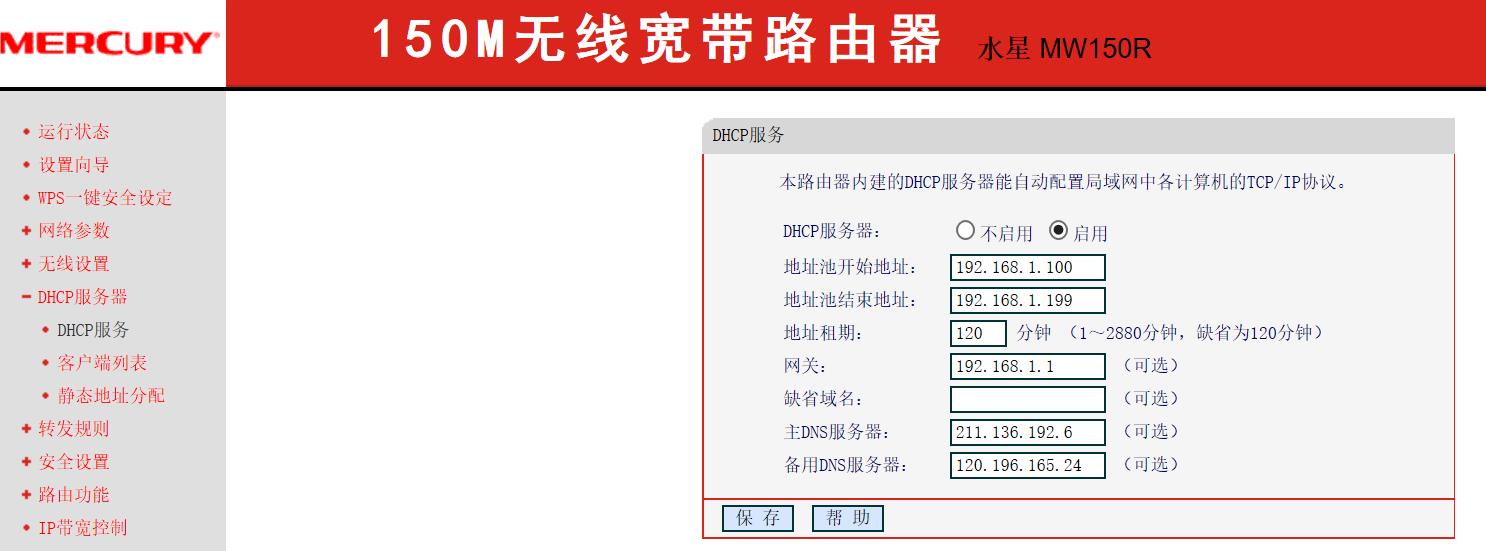 MERCURY
150M无线宽带路由器 水星 MW150R
运行状态
设置向导
WPS一键安全设定
网络参数
无线设置
DHCP服务器
DHCP服务
客户端列表
静态地址分配
转发规则
安全设置
路由功能
IP带宽控制
DHCP服务
本路由器内建的DHCP服务器能自动配置局域网中各计算机的TCP/IP协议。
DHCP服务器: 不启用 启用
地址池开始地址: 192.168.1.100
地址池结束地址: 192.168.1.199
地址租期: 120 分钟 （1～2880分钟，缺省为120分钟）
网关: 192.168.1.1 （可选）
缺省域名: （可选）
主DNS服务器: 211.136.192.6 （可选）
备用DNS服务器: 120.196.165.24 （可选）
保 存 帮 助